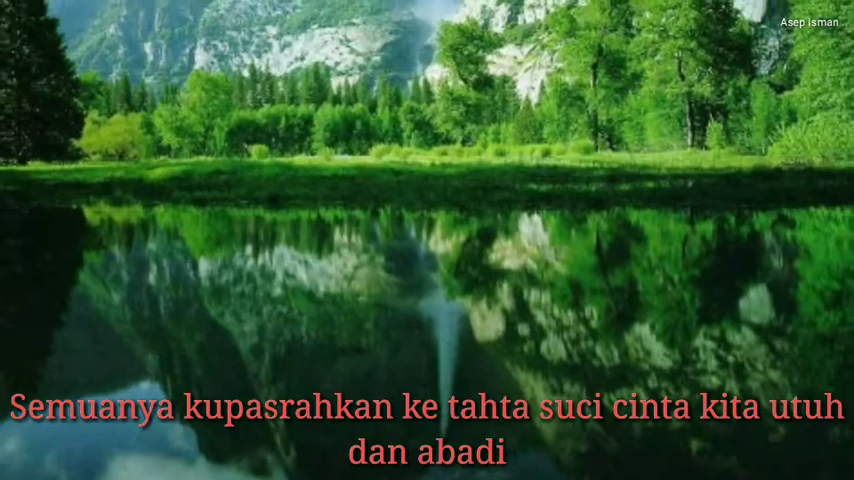 Asep isman
Semuanya kupasrahkan ke tahta suci cinta kita utuh
dan abadi